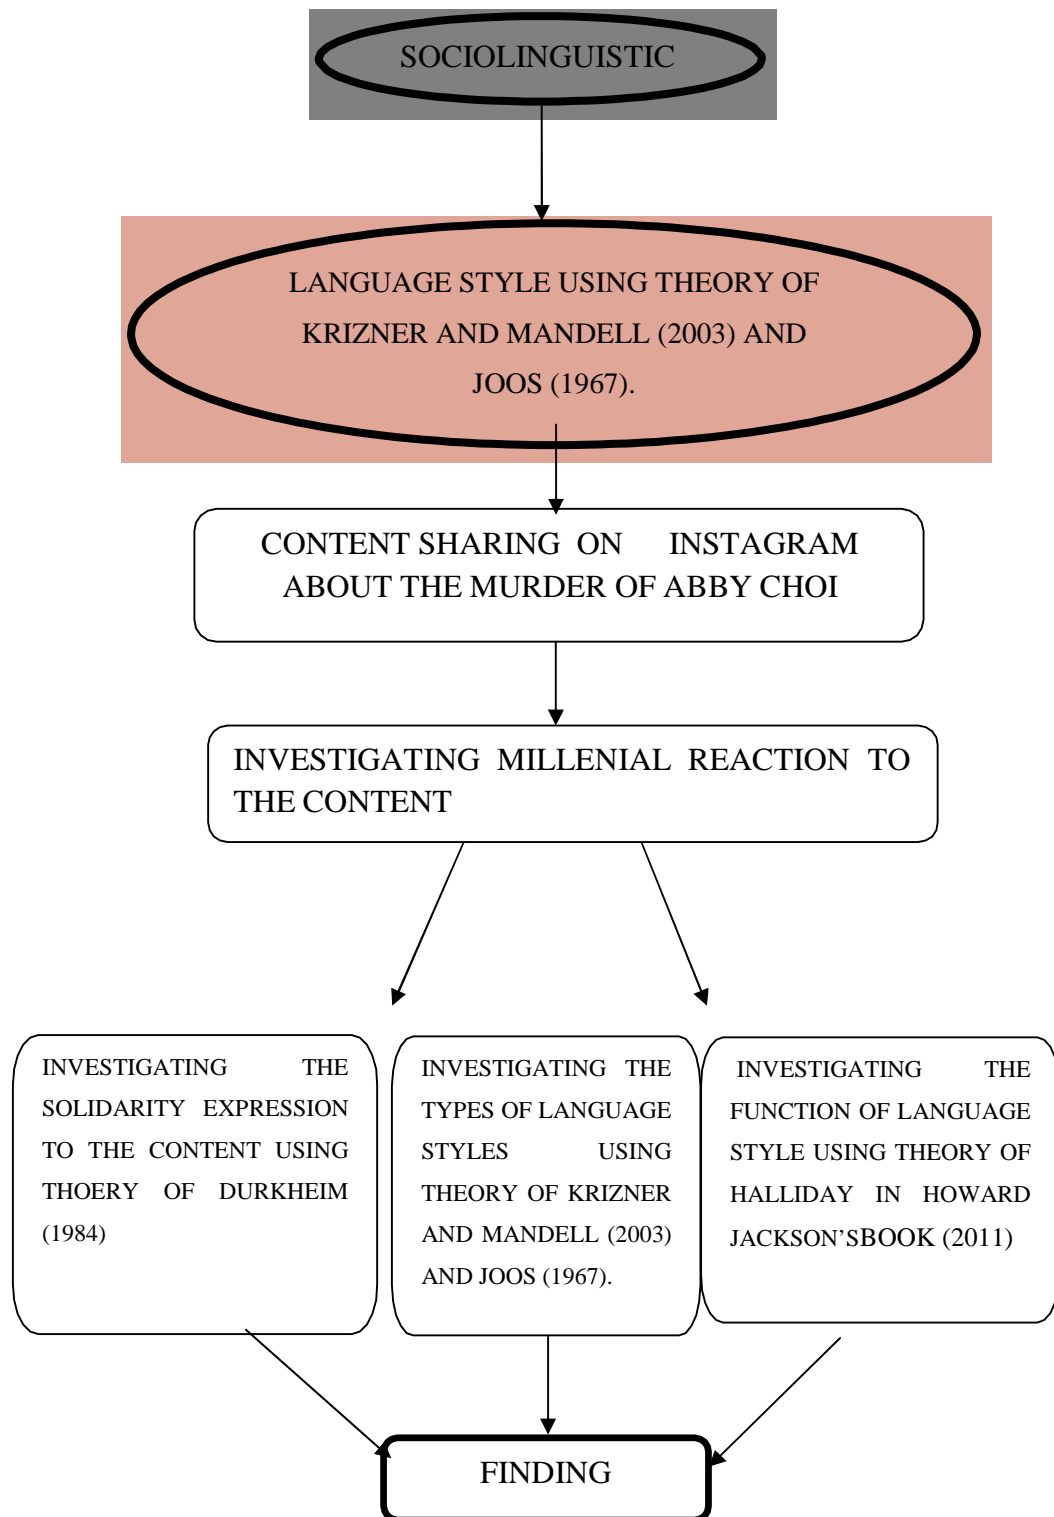 SOCIOLINGUISTIC
LANGUAGE STYLE USING THEORY OF
KRIZNER AND MANDELL (2003) AND
JOOS (1967).
CONTENT SHARING ON INSTAGRAM
ABOUT THE MURDER OF ABBY CHOI
INVESTIGATING MILLENIAL REACTION TO
THE CONTENT
INVESTIGATING THE
SOLIDARITY EXPRESSION
TO THE CONTENT USING
THOERY OF DURKHEIM
(1984)
INVESTIGATING THE
TYPES OF LANGUAGE
STYLES USING
THEORY OF KRIZNER
AND MANDELL (2003)
AND JOOS (1967).
INVESTIGATING THE
FUNCTION OF LANGUAGE
STYLE USING THEORY OF
HALLIDAY IN HOWARD
JACKSON’SBOOK (2011)
FINDING